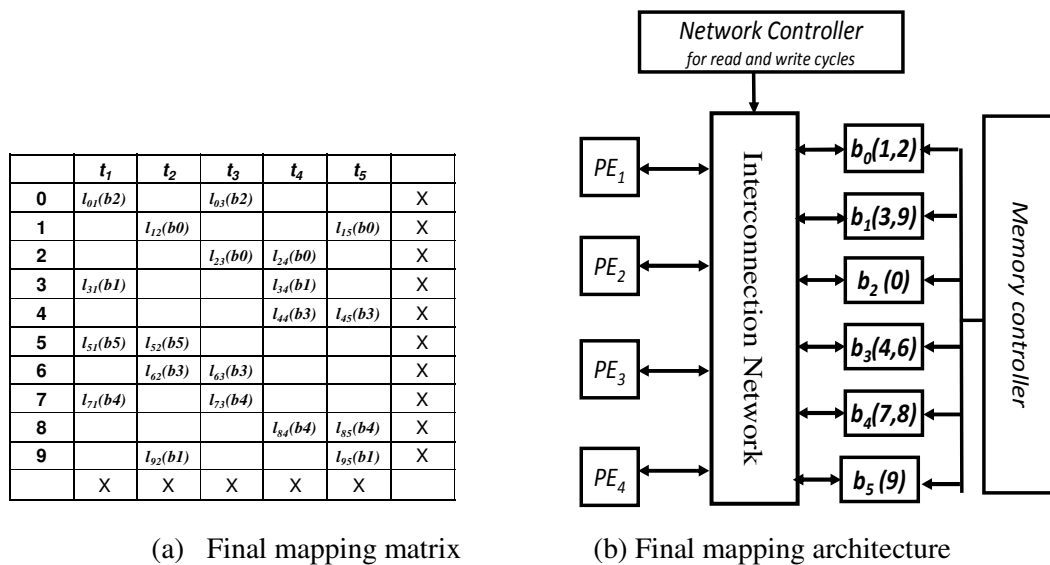 t1 t2 t3 t4 t5
0 l01(b2) l03(b2) X
1 l12(b0) l15(b0) X
2 l23(b0) l24(b0) X
3 l31(b1) l34(b1) X
4 l44(b3) l45(b3) X
5 l51(b5) l52(b5) X
6 l62(b3) l63(b3) X
7 l71(b4) l73(b4) X
8 l84(b4) l85(b4) X
9 l92(b1) l95(b1) X
X X X X X
(a) Final mapping matrix
Network Controller
for read and write cycles
PE1
PE2
PE3
PE4
Interconnection Network
b0(1,2)
b1(3,9)
b2 (0)
b3(4,6)
b4(7,8)
b5 (9)
Memory controller
(b) Final mapping architecture